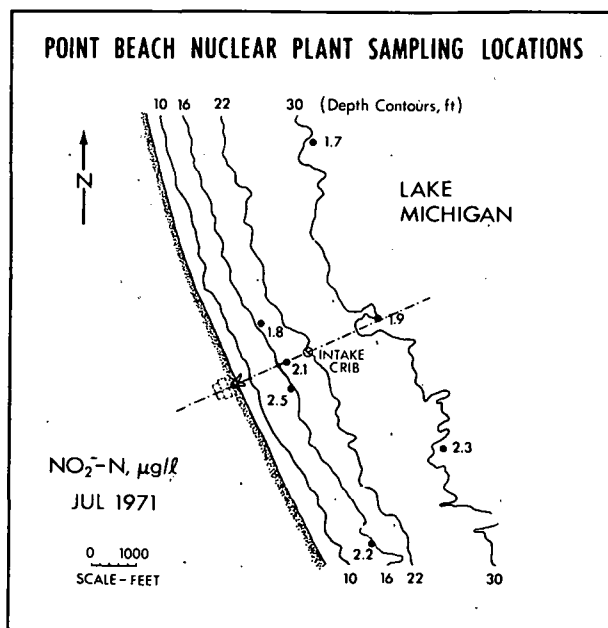 POINT BEACH NUCLEAR PLANT SAMPLING LOCATIONS
10 16 22 30 (Depth Contours, ft)
1.7
N
LAKE
MICHIGAN
1.9
1.8
INTAKE
CRIB
2.1
2.5
2.3
NO₂⁻-N, µg/ℓ
JUL 1971
2.2
0 1000
SCALE-FEET
10 16 22 30